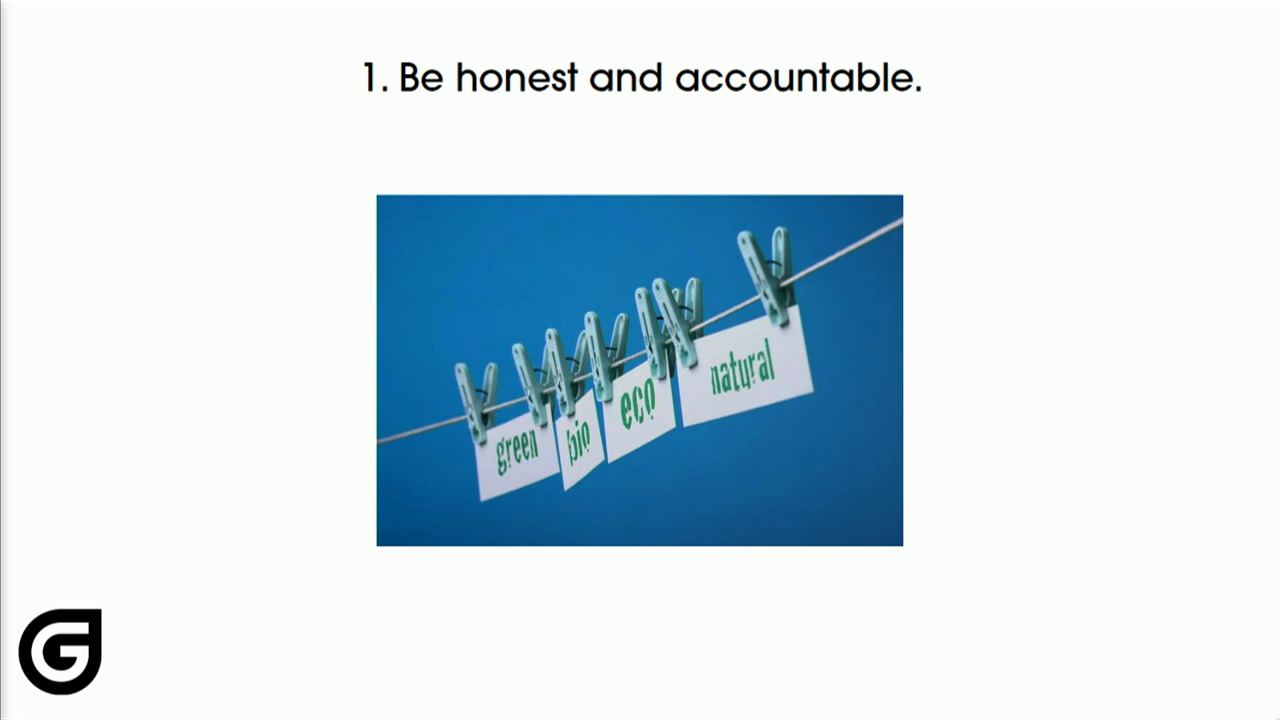 1. Be honest and accountable.
green
bio
eco
natural
G